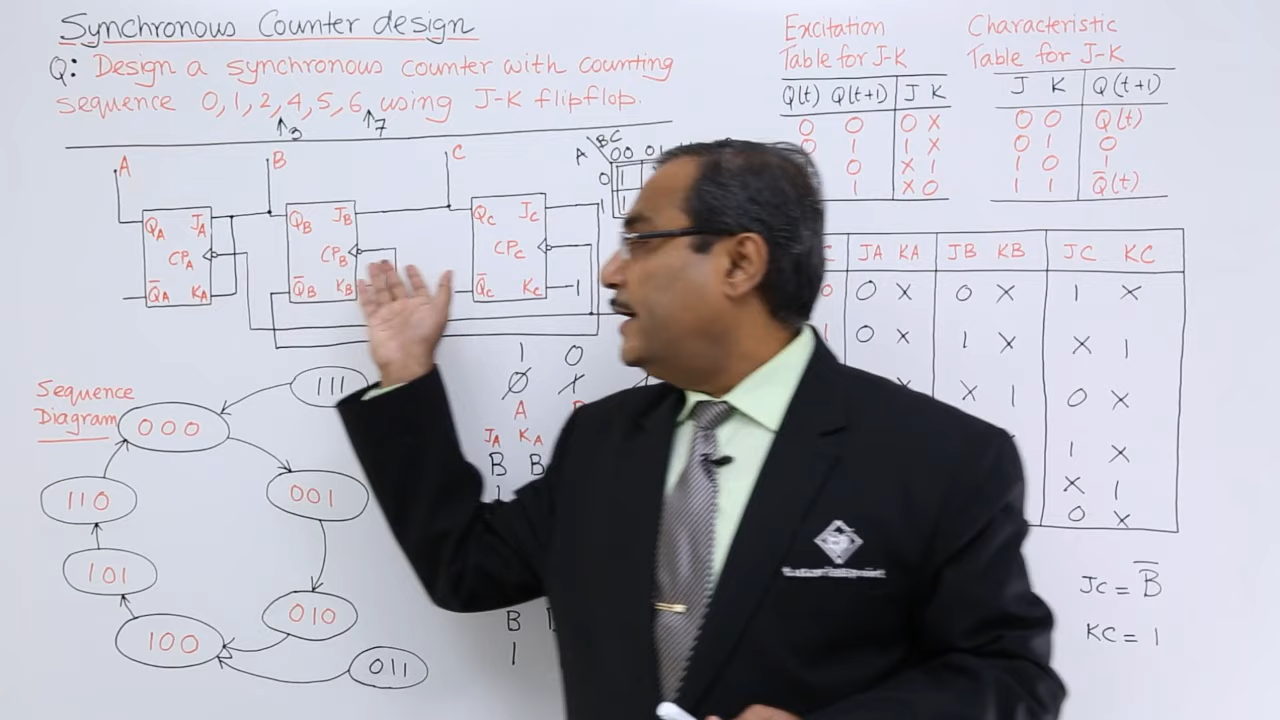 Synchronous Counter design
Q: Design a synchronous counter with counting
sequence 0,1,2,4,5,6, using J-K flipflop.
3 7
Excitation
Table for J-K
Q(t) Q(t+1) J K
0 0 0 X
0 1 1 X
0 X 1
1 X 0
Characteristic
Table for J-K
J K Q(t+1)
0 0 Q(t)
0 1 0
1 0 1
1 1 Q̅(t)
A B C
A BC
00 01
0 1
1 1
QA JA QB JB QC JC
CPA CPB CPC
Q̅A KA Q̅B KB Q̅C KC 1
C JA KA JB KB JC KC
0 0 X 0 X 1 X
1 0 X 1 X X 1
X X 1 0 X
1 X
X 1
0 X
Sequence
Diagram
111
000
001
110
101
010
100
011
1 0
0 1
A
JA KA
B B
1
B
1
JC = B̅
KC = 1